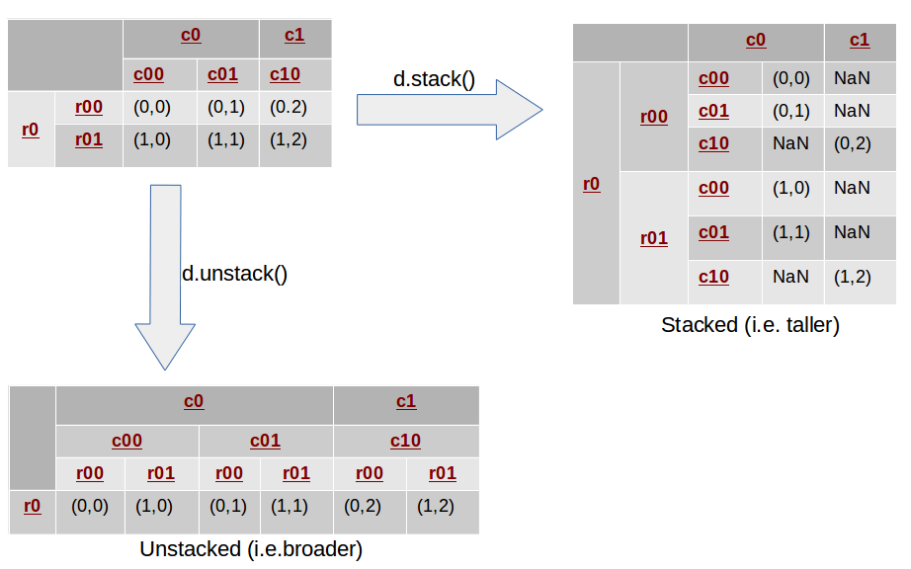 c0 c1
c00 c01 c10
r0 r00 (0,0) (0,1) (0.2)
r01 (1,0) (1,1) (1,2)
d.stack()
c0 c1
r0 r00 c00 (0,0) NaN
c01 (0,1) NaN
c10 NaN (0,2)
r01 c00 (1,0) NaN
c01 (1,1) NaN
c10 NaN (1,2)
Stacked (i.e. taller)
d.unstack()
c0 c1
c00 c01 c10
r00 r01 r00 r01 r00 r01
r0 (0,0) (1,0) (0,1) (1,1) (0,2) (1,2)
Unstacked (i.e.broader)